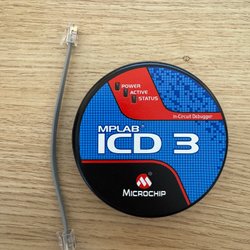 POWER
ACTIVE
STATUS
In-Circuit Debugger
MPLAB
ICD 3
MICROCHIP